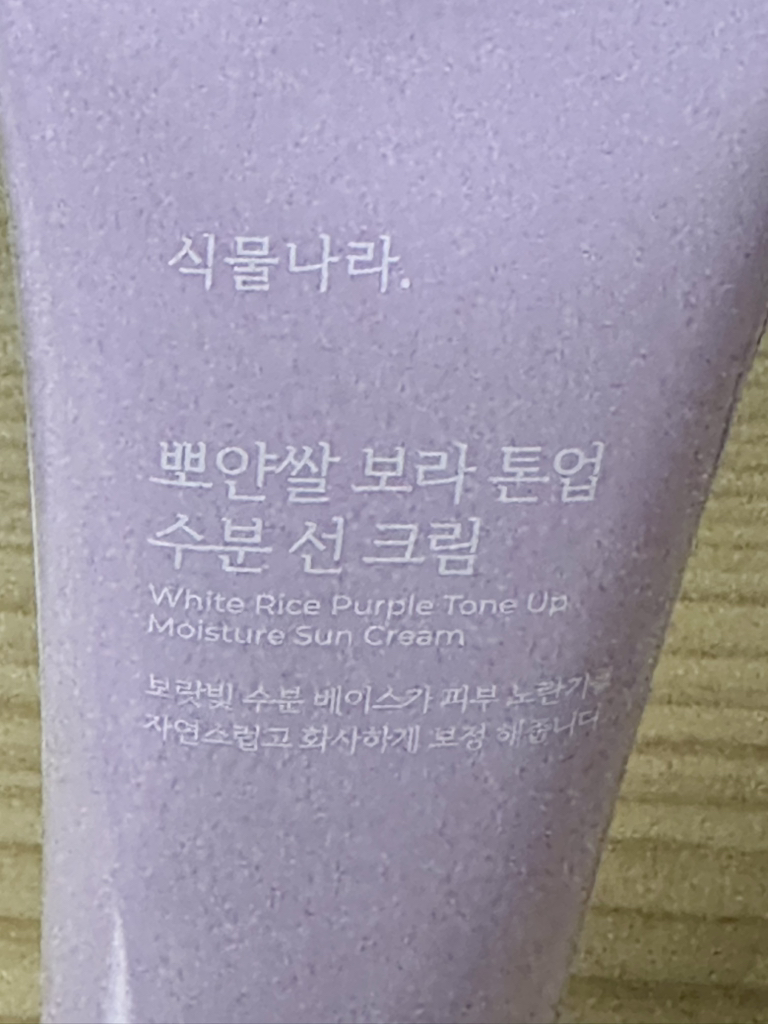 식물나라.
뽀얀쌀 보라 톤업
수분 선 크림
White Rice Purple Tone Up
Moisture Sun Cream
보랏빛 수분 베이스가 피부 노란기를
자연스럽고 화사하게 보정 해줍니다